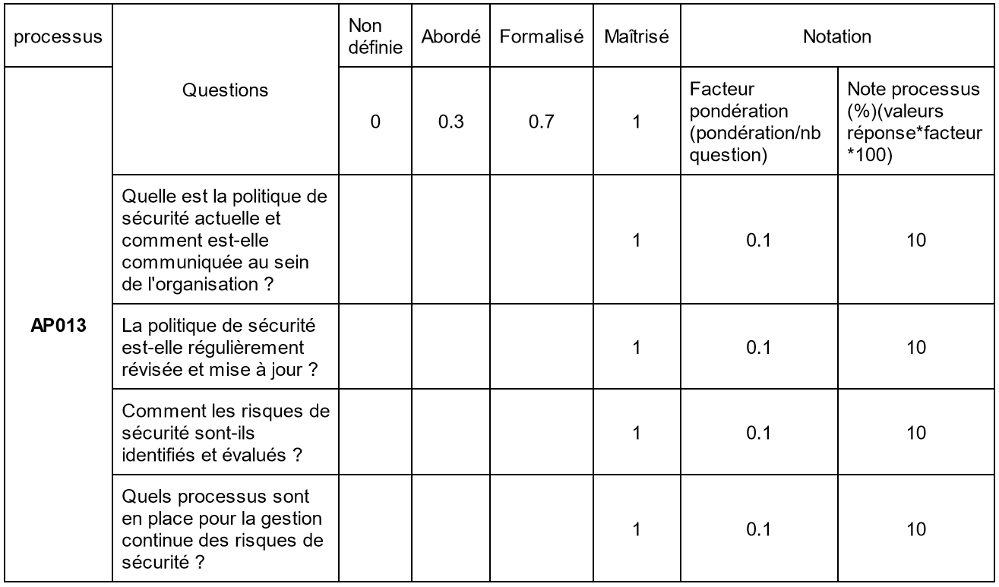 processus
Questions
Non
définie
Abordé
Formalisé
Maîtrisé
Notation
0
0.3
0.7
1
Facteur
pondération
(pondération/nb
question)
Note processus
(%)(valeurs
réponse*facteur
*100)
AP013
Quelle est la politique de
sécurité actuelle et
comment est-elle
communiquée au sein
de l'organisation ?
1
0.1
10
La politique de sécurité
est-elle régulièrement
révisée et mise à jour ?
1
0.1
10
Comment les risques de
sécurité sont-ils
identifiés et évalués ?
1
0.1
10
Quels processus sont
en place pour la gestion
continue des risques de
sécurité ?
1
0.1
10